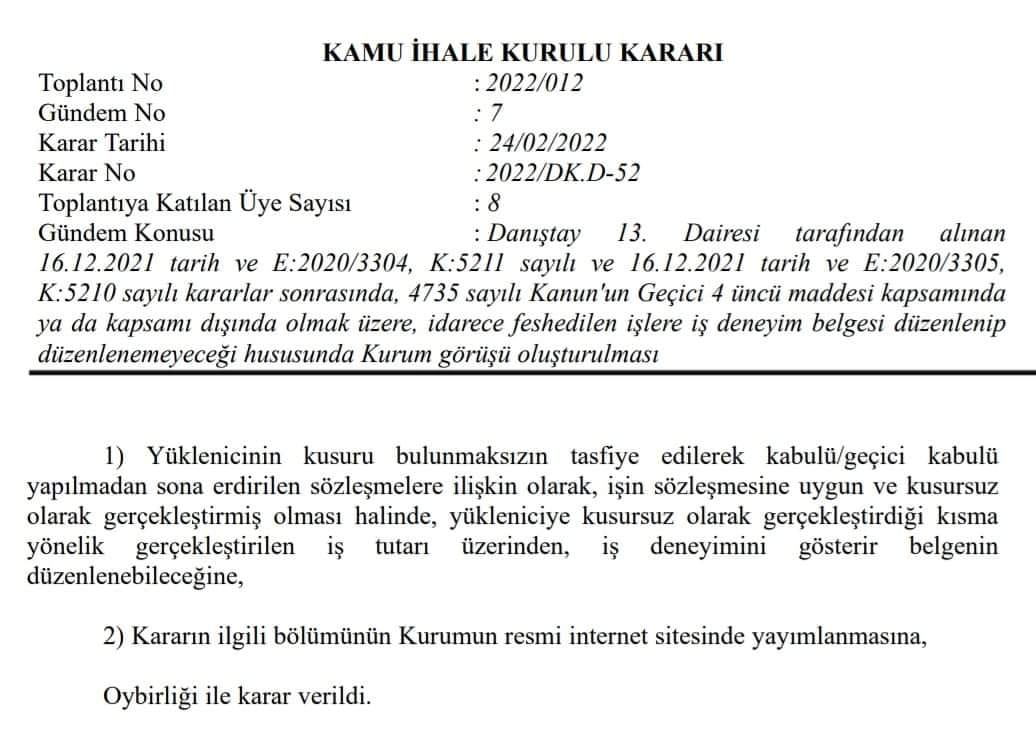 KAMU İHALE KURULU KARARI
Toplantı No : 2022/012
Gündem No : 7
Karar Tarihi : 24/02/2022
Karar No : 2022/DK.D-52
Toplantıya Katılan Üye Sayısı : 8
Gündem Konusu : Danıştay 13. Dairesi tarafından alınan
16.12.2021 tarih ve E:2020/3304, K:5211 sayılı ve 16.12.2021 tarih ve E:2020/3305,
K:5210 sayılı kararlar sonrasında, 4735 sayılı Kanun'un Geçici 4 üncü maddesi kapsamında
ya da kapsamı dışında olmak üzere, idarece feshedilen işlere iş deneyim belgesi düzenlenip
düzenlenemeyeceği hususunda Kurum görüşü oluşturulması
1) Yüklenicinin kusuru bulunmaksızın tasfiye edilerek kabulü/geçici kabulü
yapılmadan sona erdirilen sözleşmelere ilişkin olarak, işin sözleşmesine uygun ve kusursuz
olarak gerçekleştirmiş olması halinde, yükleniciye kusursuz olarak gerçekleştirdiği kısma
yönelik gerçekleştirilen iş tutarı üzerinden, iş deneyimini gösterir belgenin
düzenlenebileceğine,
2) Kararın ilgili bölümünün Kurumun resmi internet sitesinde yayımlanmasına,
Oybirliği ile karar verildi.